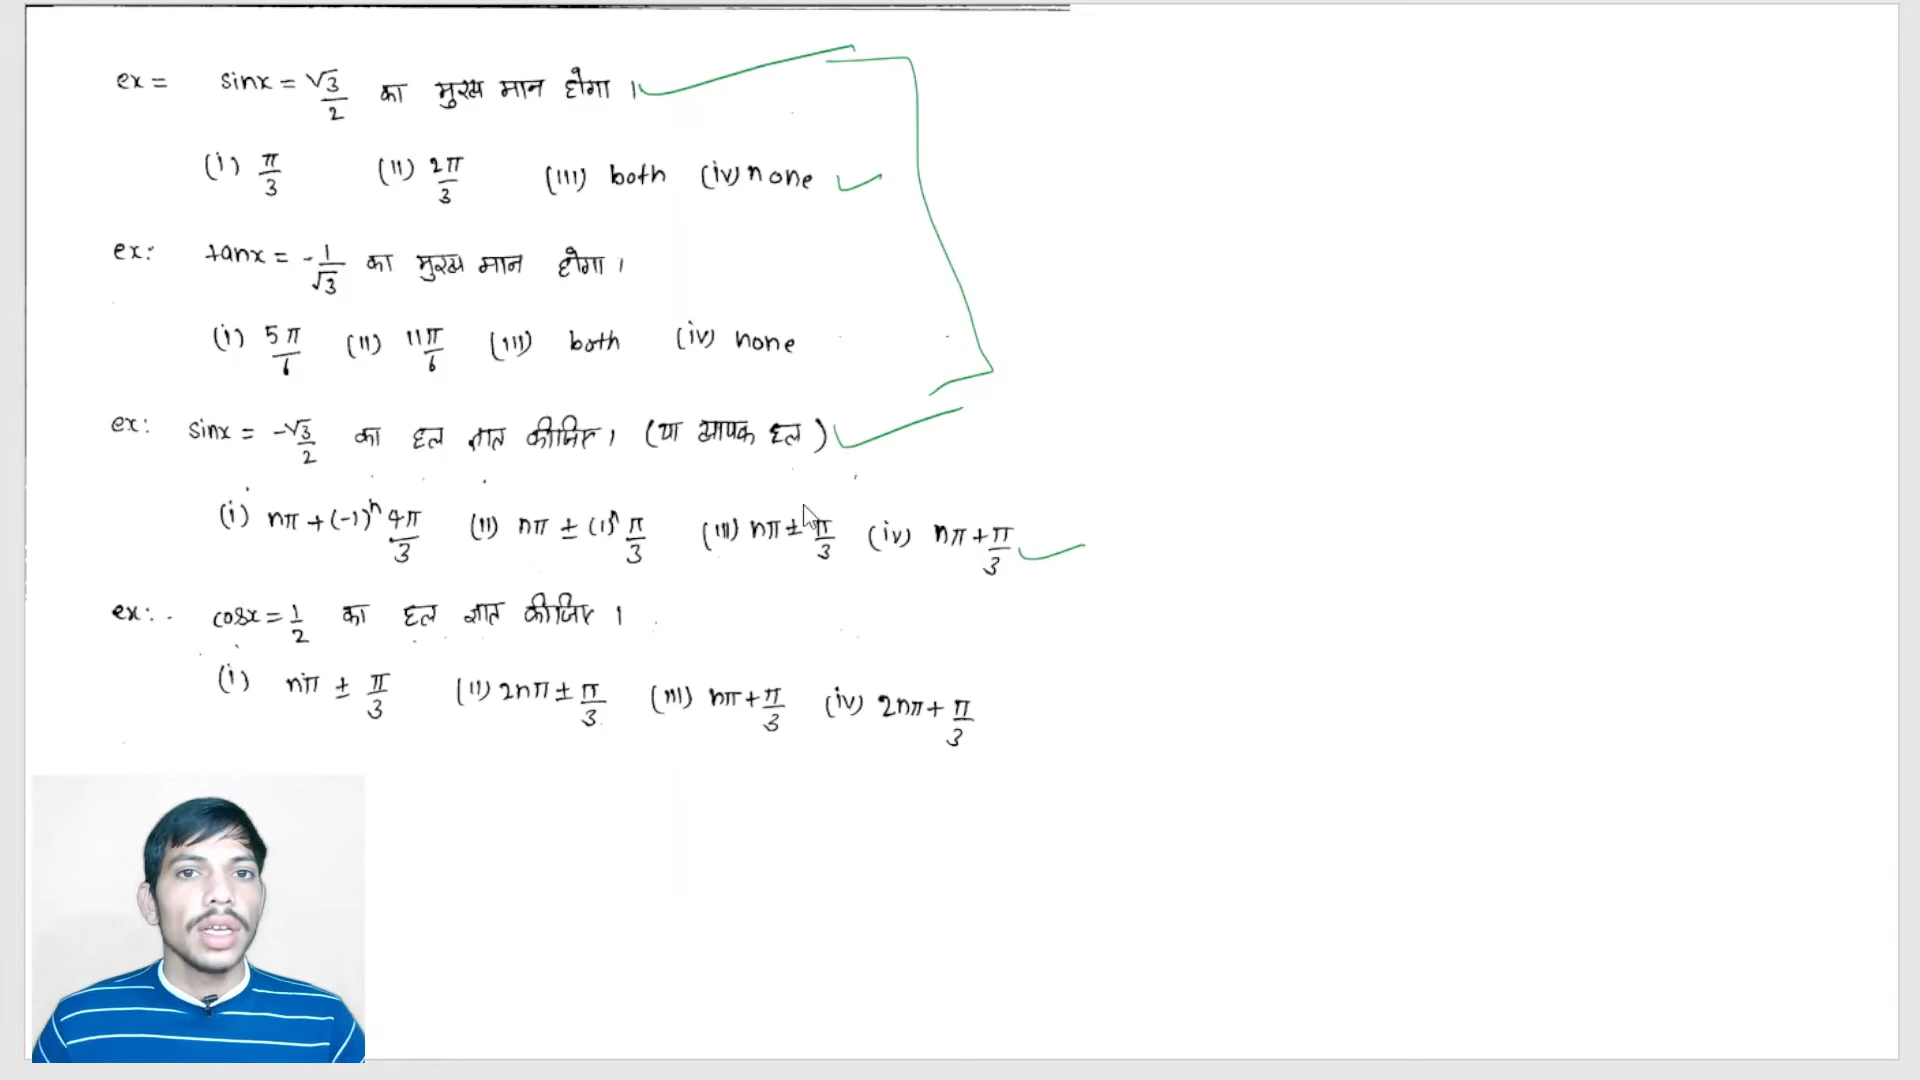 ex = sinx = √3/2 का मुख्य मान होगा ।
(i) π/3 (ii) 2π/3 (iii) both (iv) none
ex: tanx = -1/√3 का मुख्य मान होगा ।
(i) 5π/6 (ii) 11π/6 (iii) both (iv) none
ex: sinx = -√3/2 का हल ज्ञात कीजिए । (या व्यापक हल)
(i) nπ + (-1)ⁿ 4π/3 (ii) nπ ± (1)ⁿ π/3 (iii) nπ ± π/3 (iv) nπ + π/3
ex: cosx = 1/2 का हल ज्ञात कीजिए ।
(i) nπ ± π/3 (ii) 2nπ ± π/3 (iii) nπ + π/3 (iv) 2nπ + π/3